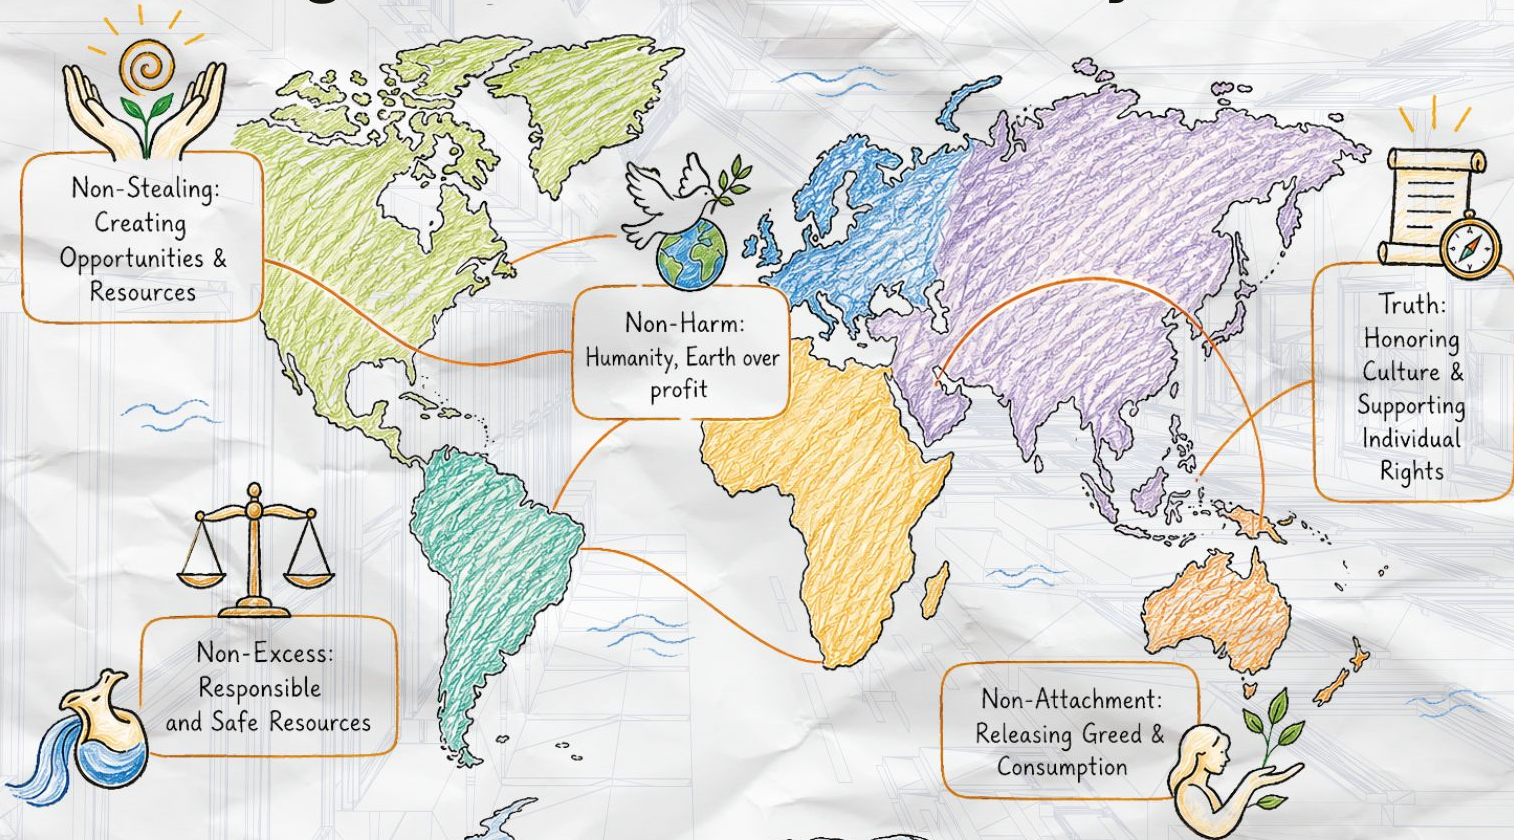 Non-Stealing:
Creating
Opportunities &
Resources
Non-Harm:
Humanity, Earth over
profit
Truth:
Honoring
Culture &
Supporting
Individual
Rights
Non-Excess:
Responsible
and Safe Resources
Non-Attachment:
Releasing Greed &
Consumption